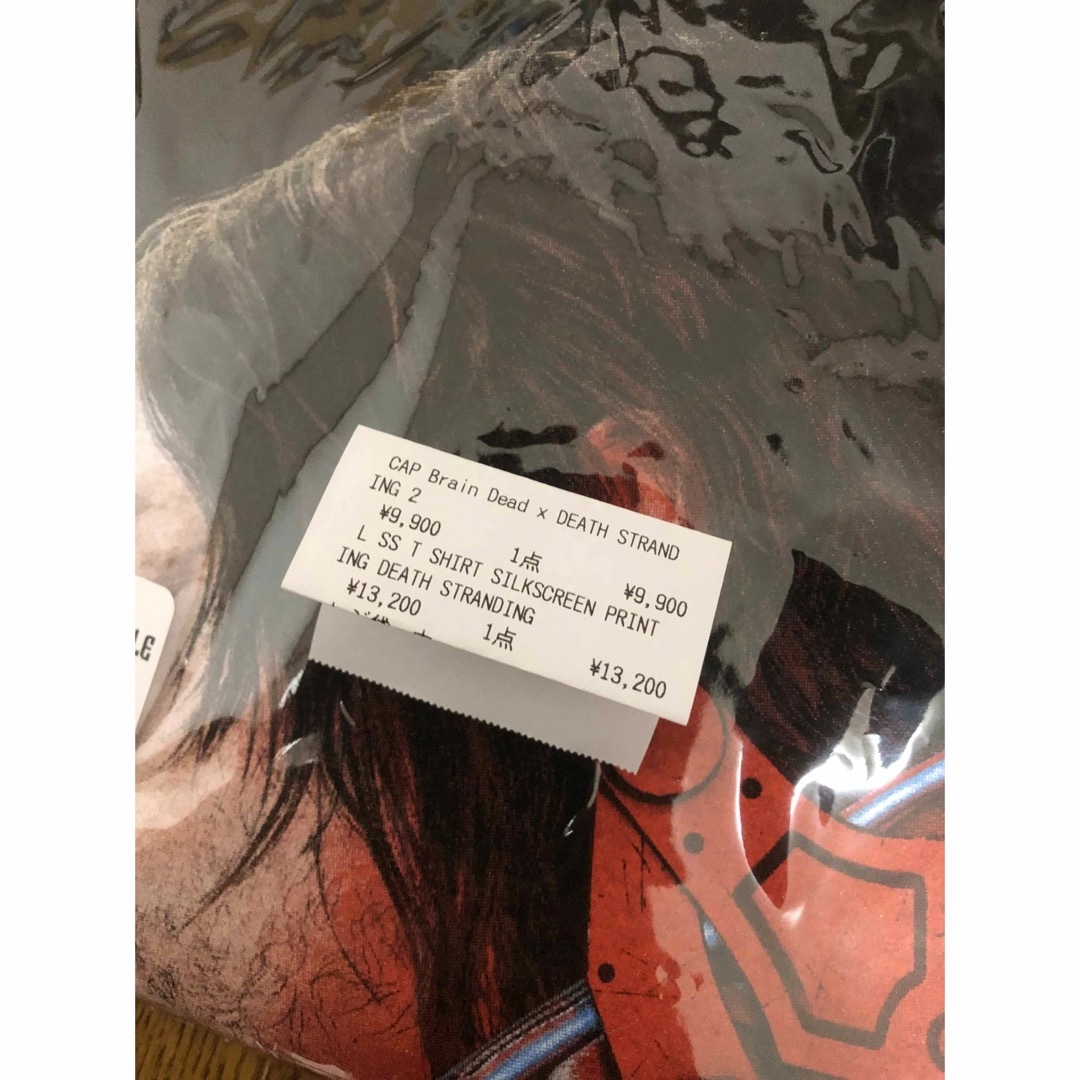 CAP Brain Dead x DEATH STRAND
ING 2
¥9,900 1点 ¥9,900
L SS T SHIRT SILKSCREEN PRINT
ING DEATH STRANDING
¥13,200 1点
¥13,200